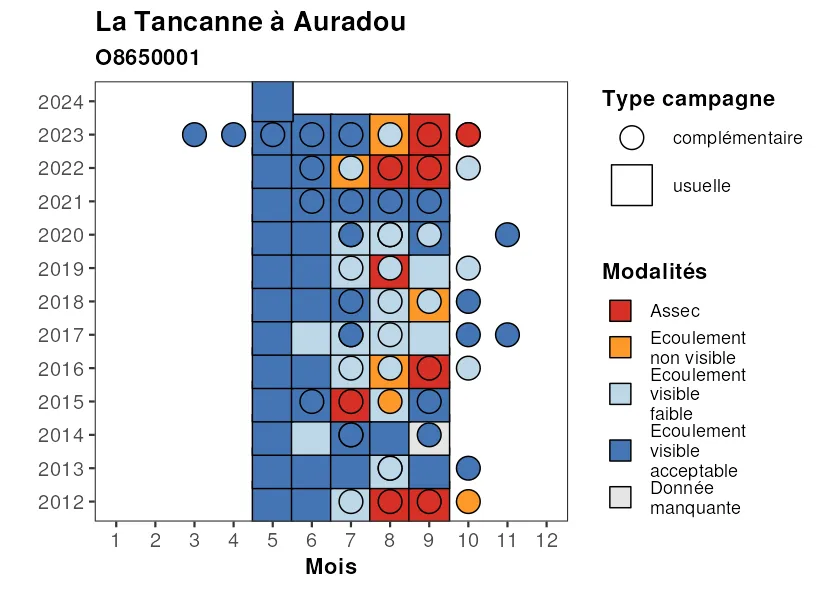 La Tancanne à Auradou
O8650001
2024
2023
2022
2021
2020
2019
2018
2017
2016
2015
2014
2013
2012
1 2 3 4 5 6 7 8 9 10 11 12
Mois
Type campagne
complémentaire
usuelle
Modalités
Assec
Ecoulement
non visible
Ecoulement
visible
faible
Ecoulement
visible
acceptable
Donnée
manquante